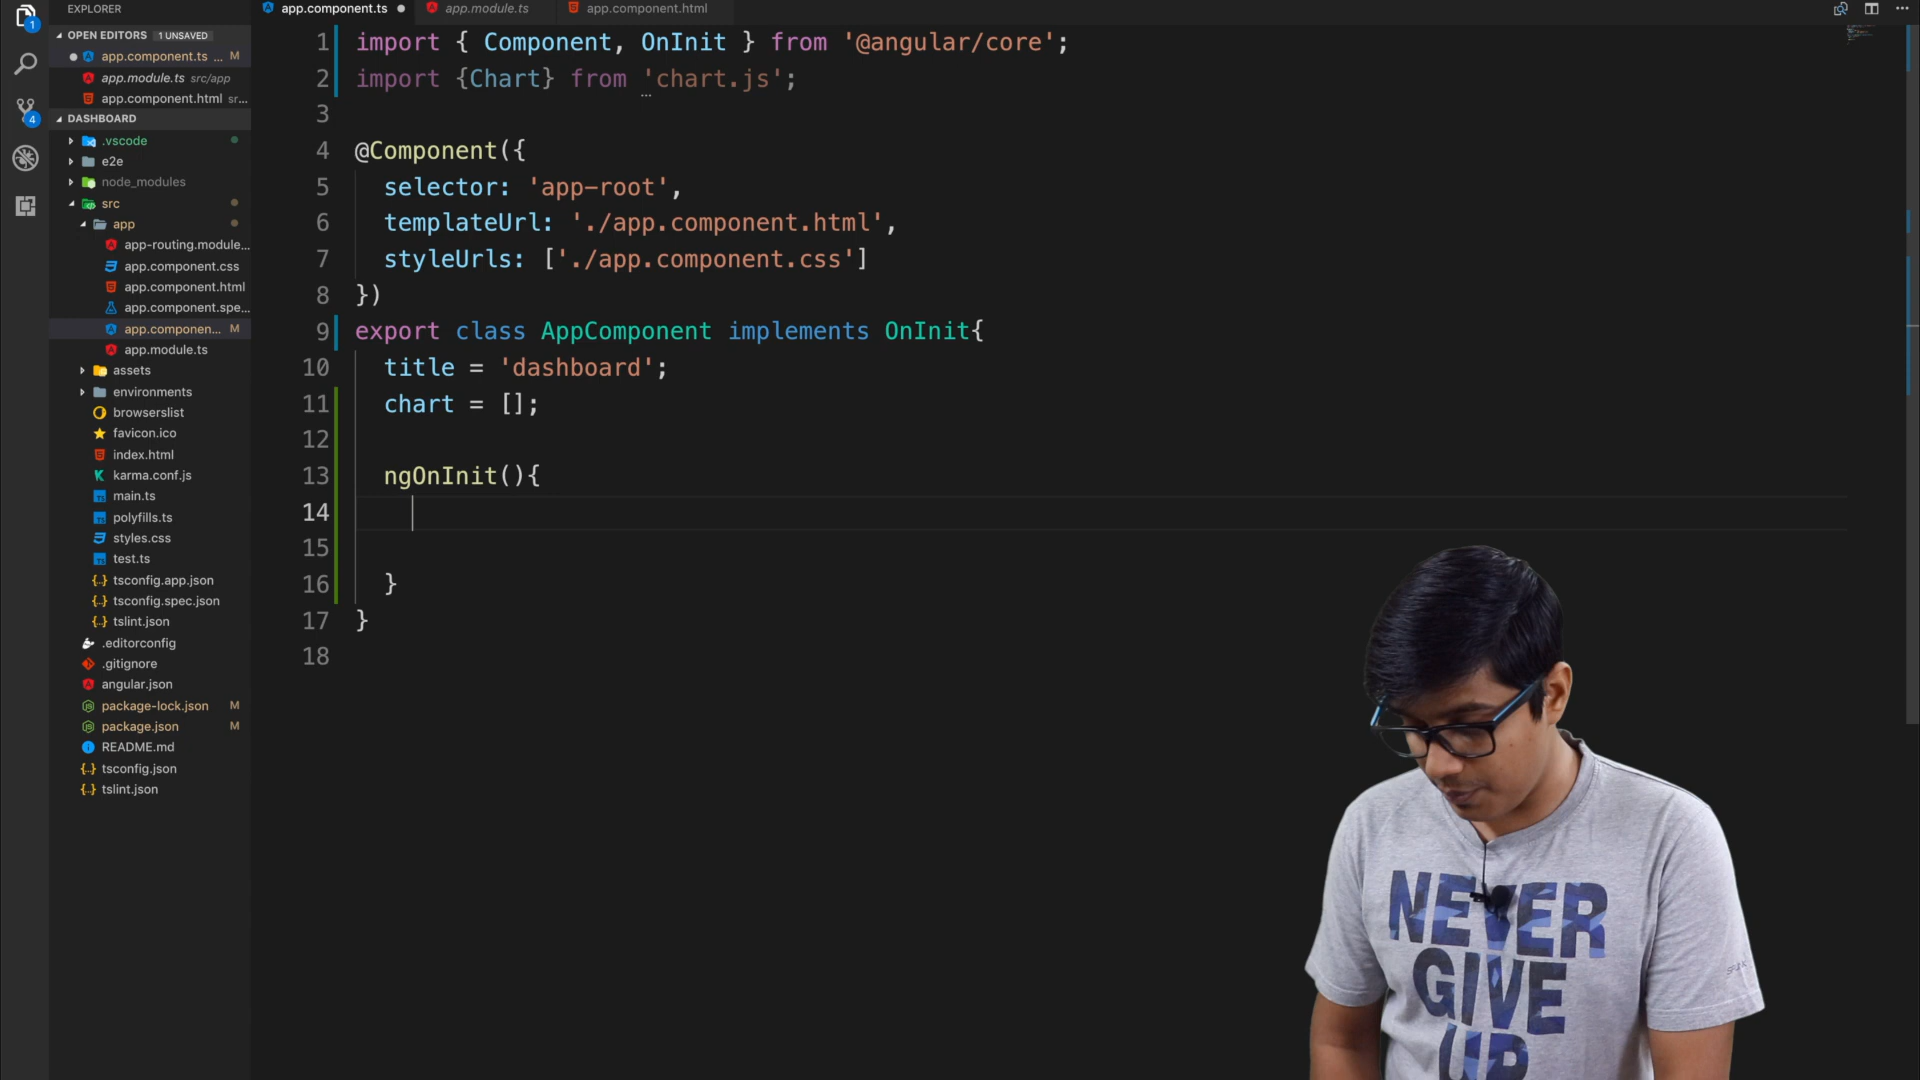 EXPLORER
OPEN EDITORS 1 UNSAVED
app.component.ts ... M
app.module.ts src/app
app.component.html sr...
DASHBOARD
.vscode
e2e
node_modules
src
app
app-routing.module...
app.component.css
app.component.html
app.component.spe...
app.componen... M
app.module.ts
assets
environments
browserslist
favicon.ico
index.html
karma.conf.js
main.ts
polyfills.ts
styles.css
test.ts
tsconfig.app.json
tsconfig.spec.json
tslint.json
.editorconfig
.gitignore
angular.json
package-lock.json M
package.json M
README.md
tsconfig.json
tslint.json
1
4
app.component.ts
app.module.ts
app.component.html
1 import { Component, OnInit } from '@angular/core';
2 import {Chart} from 'chart.js';
3
4 @Component({
5 selector: 'app-root',
6 templateUrl: './app.component.html',
7 styleUrls: ['./app.component.css']
8 })
9 export class AppComponent implements OnInit{
10 title = 'dashboard';
11 chart = [];
12
13 ngOnInit(){
14
15
16 }
17 }
18
NEVER
GIVE
UP